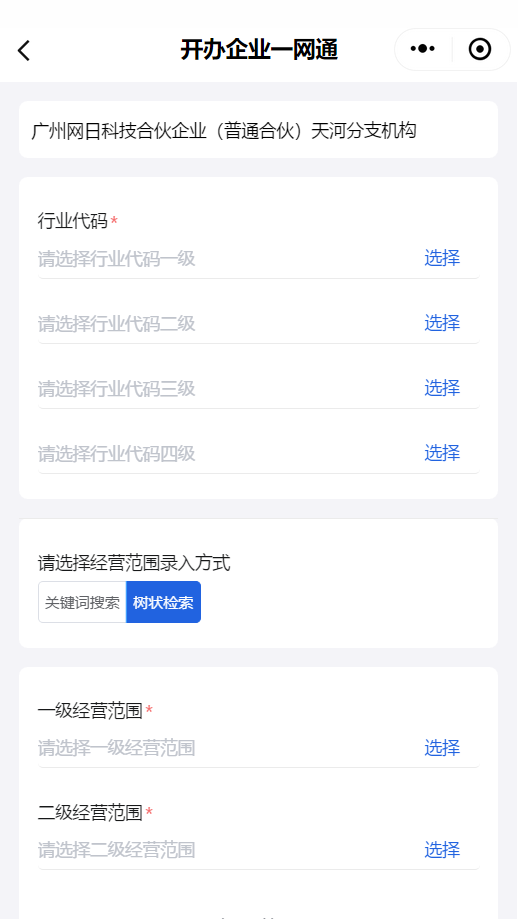 开办企业一网通
广州网日科技合伙企业（普通合伙）天河分支机构
行业代码*
请选择行业代码一级 选择
请选择行业代码二级 选择
请选择行业代码三级 选择
请选择行业代码四级 选择
请选择经营范围录入方式
关键词搜索 树状检索
一级经营范围*
请选择一级经营范围 选择
二级经营范围*
请选择二级经营范围 选择